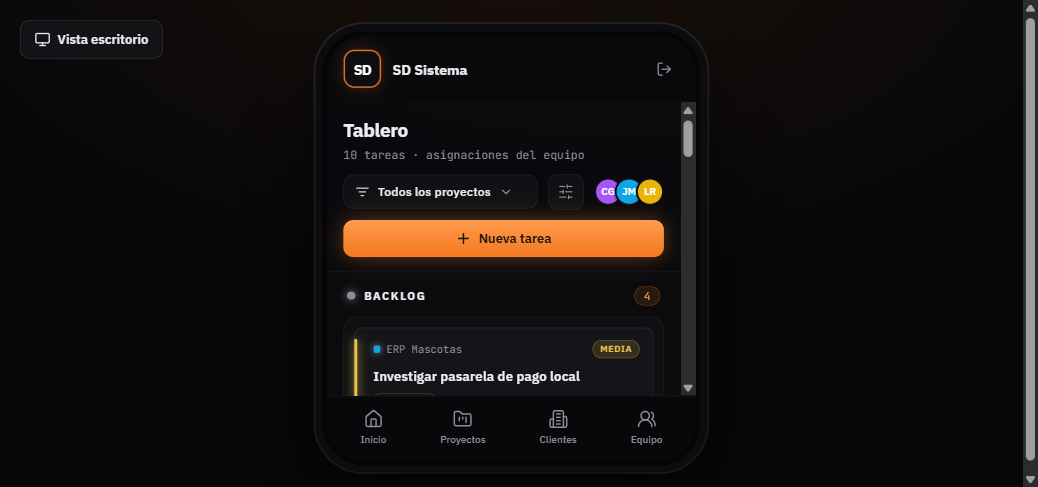 Vista escritorio
SD SD Sistema
Tablero
10 tareas · asignaciones del equipo
Todos los proyectos CG JM LR
+ Nueva tarea
BACKLOG 4
ERP Mascotas MEDIA
Investigar pasarela de pago local
Inicio Proyectos Clientes Equipo